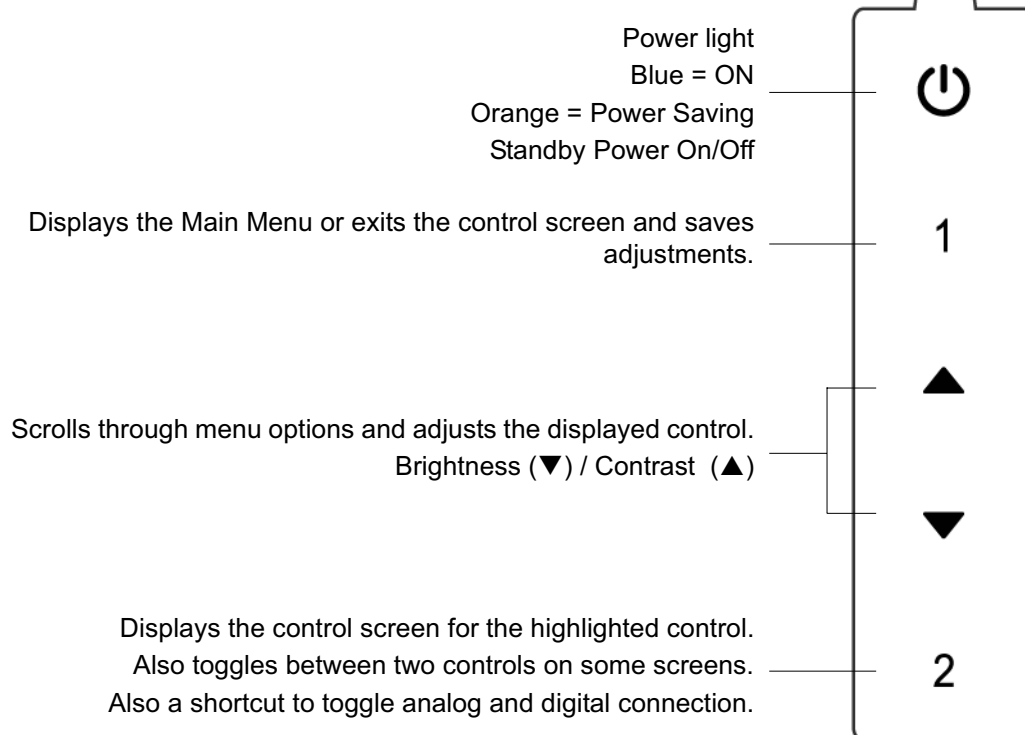 Power light
Blue = ON
Orange = Power Saving
Standby Power On/Off
Displays the Main Menu or exits the control screen and saves
adjustments.
1
Scrolls through menu options and adjusts the displayed control.
Brightness (▼) / Contrast (▲)
Displays the control screen for the highlighted control.
Also toggles between two controls on some screens.
2
Also a shortcut to toggle analog and digital connection.